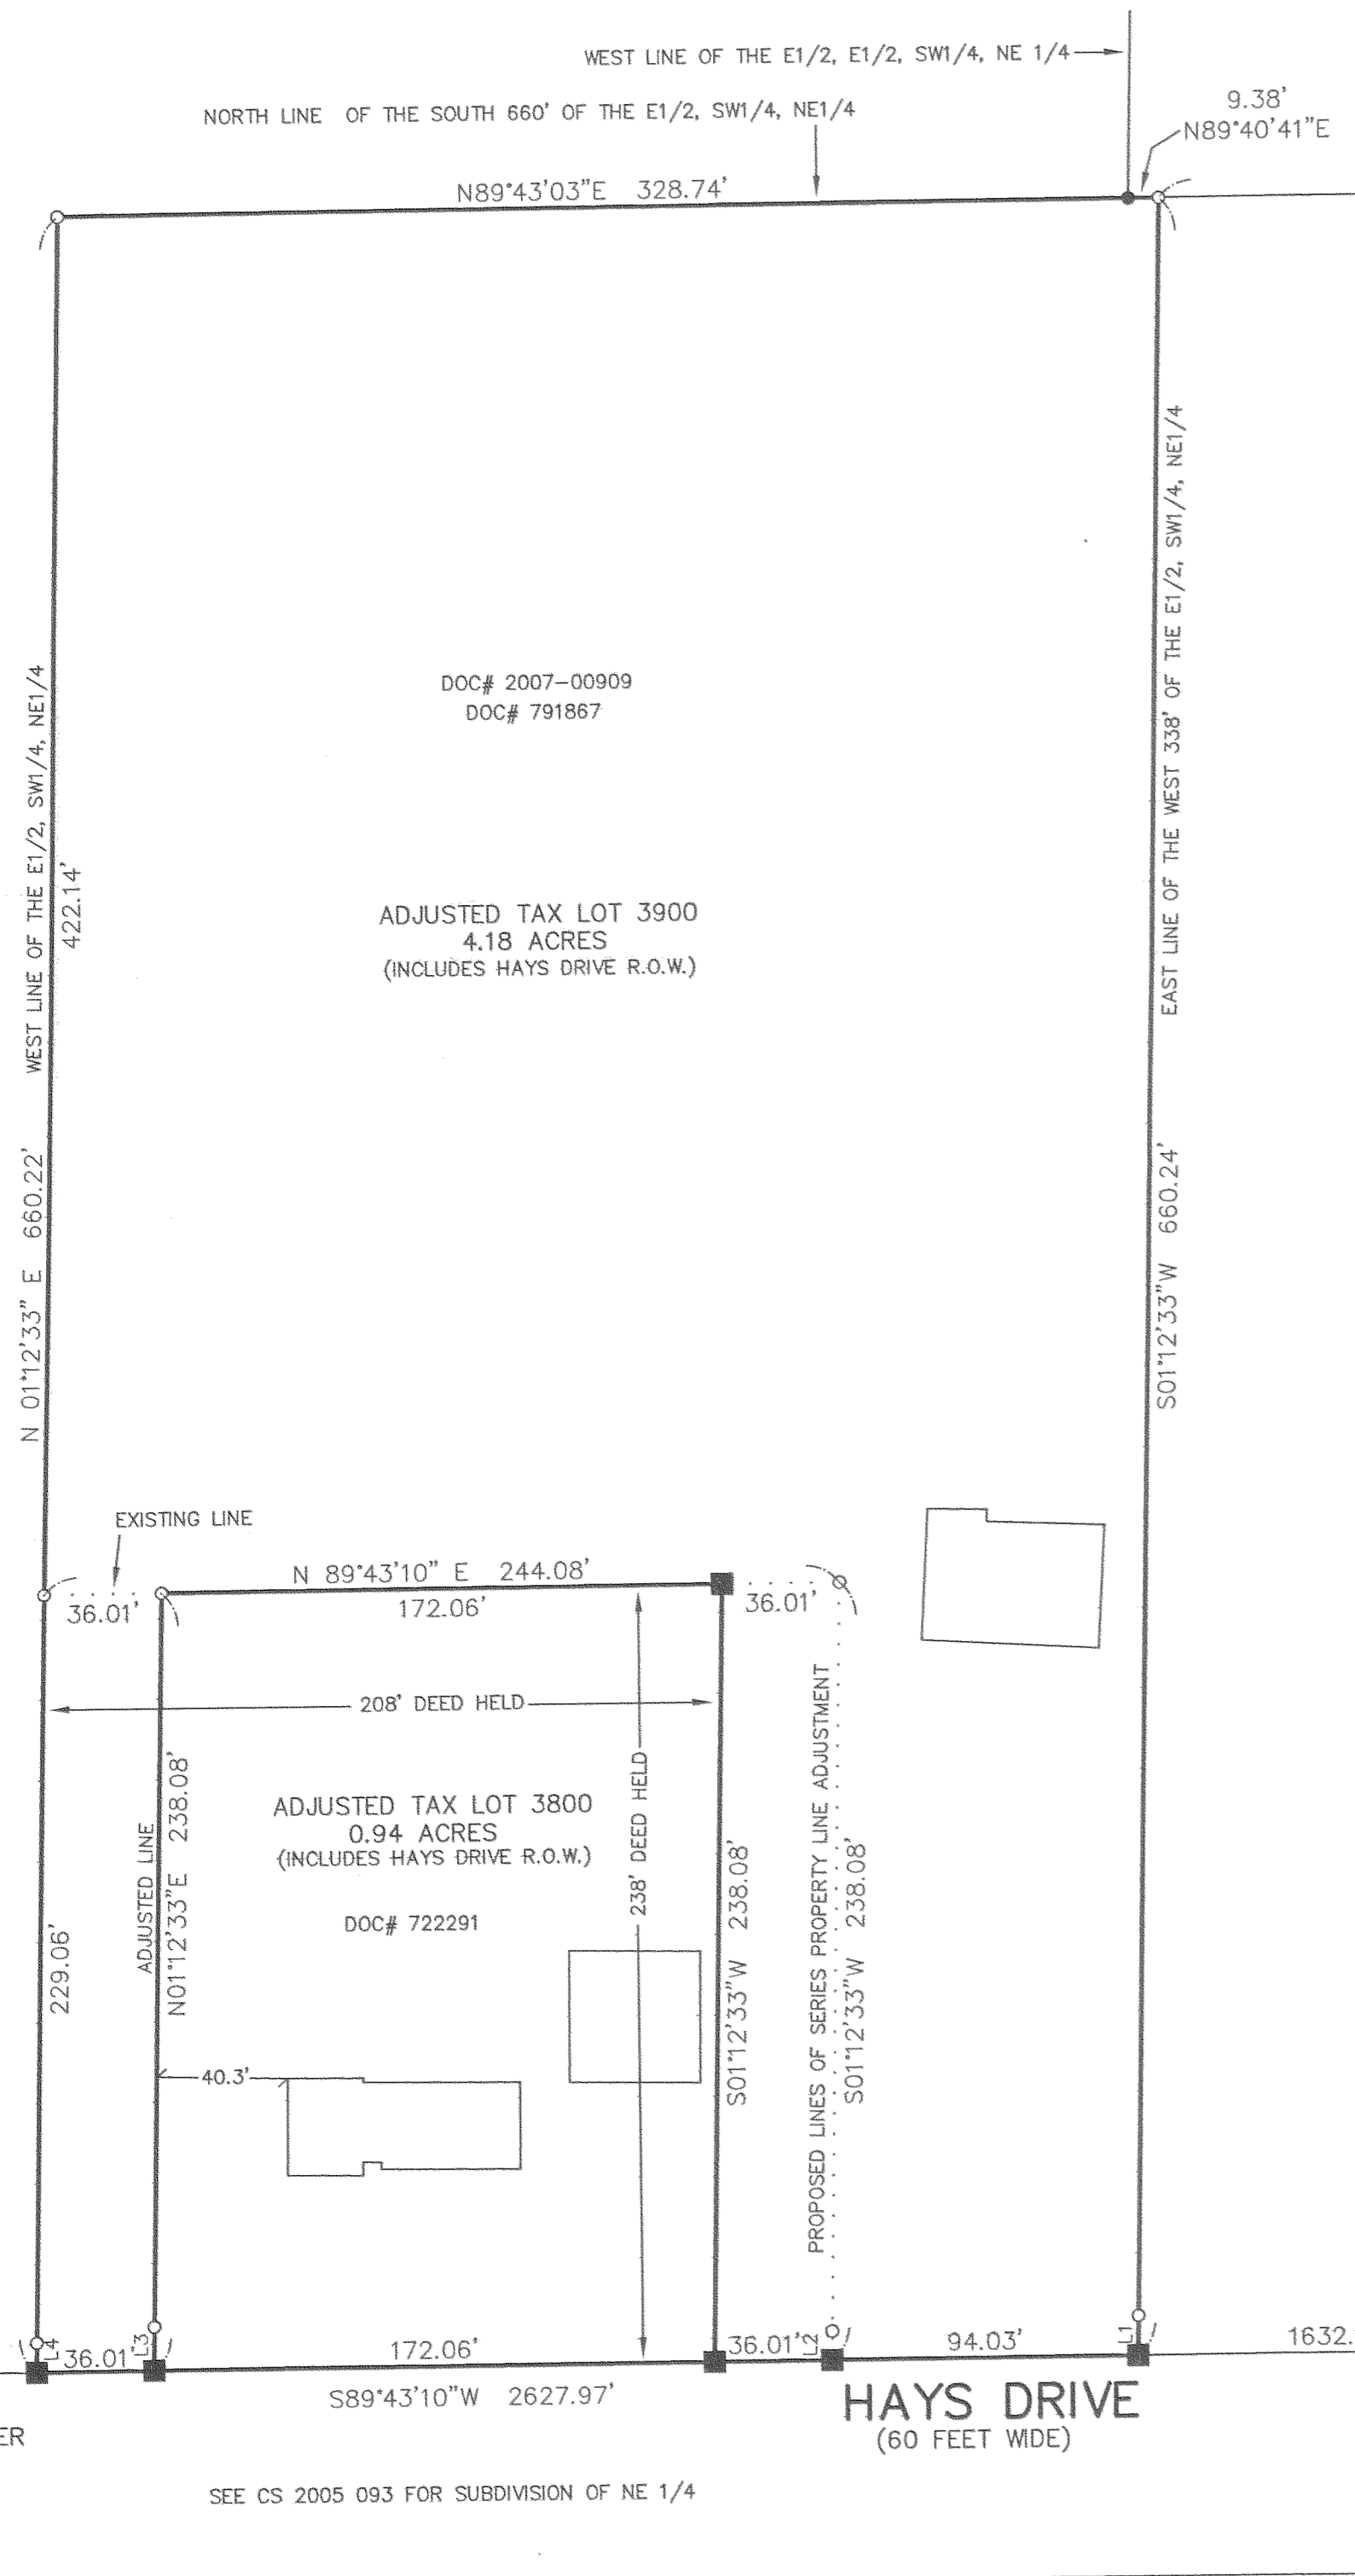 WEST LINE OF THE E1/2, E1/2, SW1/4, NE 1/4
NORTH LINE OF THE SOUTH 660' OF THE E1/2, SW1/4, NE1/4
9.38'
N89°40'41"E
N89°43'03"E 328.74'
WEST LINE OF THE E1/2, SW1/4, NE1/4
422.14'
N 01°12'33" E 660.22'
EAST LINE OF THE WEST 338' OF THE E1/2, SW1/4, NE1/4
S01°12'33"W 660.24'
DOC# 2007-00909
DOC# 791867
ADJUSTED TAX LOT 3900
4.18 ACRES
(INCLUDES HAYS DRIVE R.O.W.)
EXISTING LINE
N 89°43'10" E 244.08'
36.01'
172.06'
36.01'
208' DEED HELD
238' DEED HELD
ADJUSTED LINE
N01°12'33"E 238.08'
ADJUSTED TAX LOT 3800
0.94 ACRES
(INCLUDES HAYS DRIVE R.O.W.)
DOC# 722291
S01°12'33"W 238.08'
PROPOSED LINES OF SERIES PROPERTY LINE ADJUSTMENT
S01°12'33"W 238.08'
229.06'
40.3'
L4
36.01'
L3
172.06'
36.01'
L2
94.03'
L1
1632.
S89°43'10"W 2627.97'
HAYS DRIVE
(60 FEET WIDE)
ER
SEE CS 2005 093 FOR SUBDIVISION OF NE 1/4